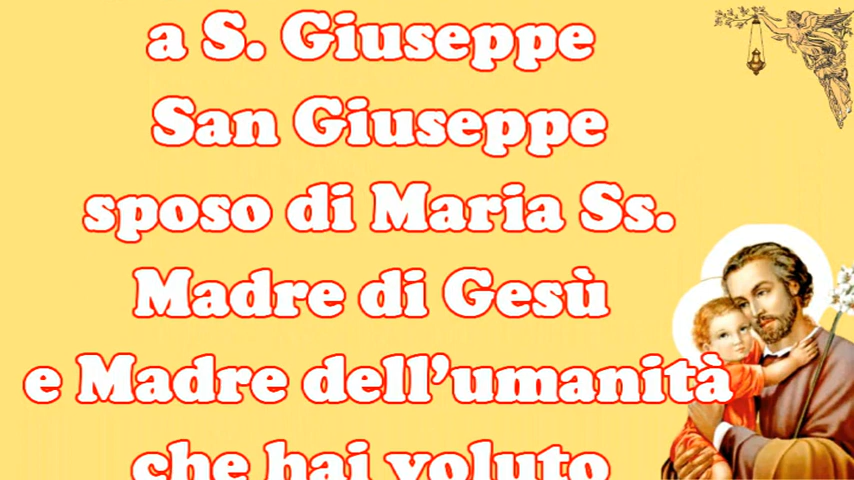 a S. Giuseppe
San Giuseppe
sposo di Maria Ss.
Madre di Gesù
e Madre dell'umanità
che hai voluto